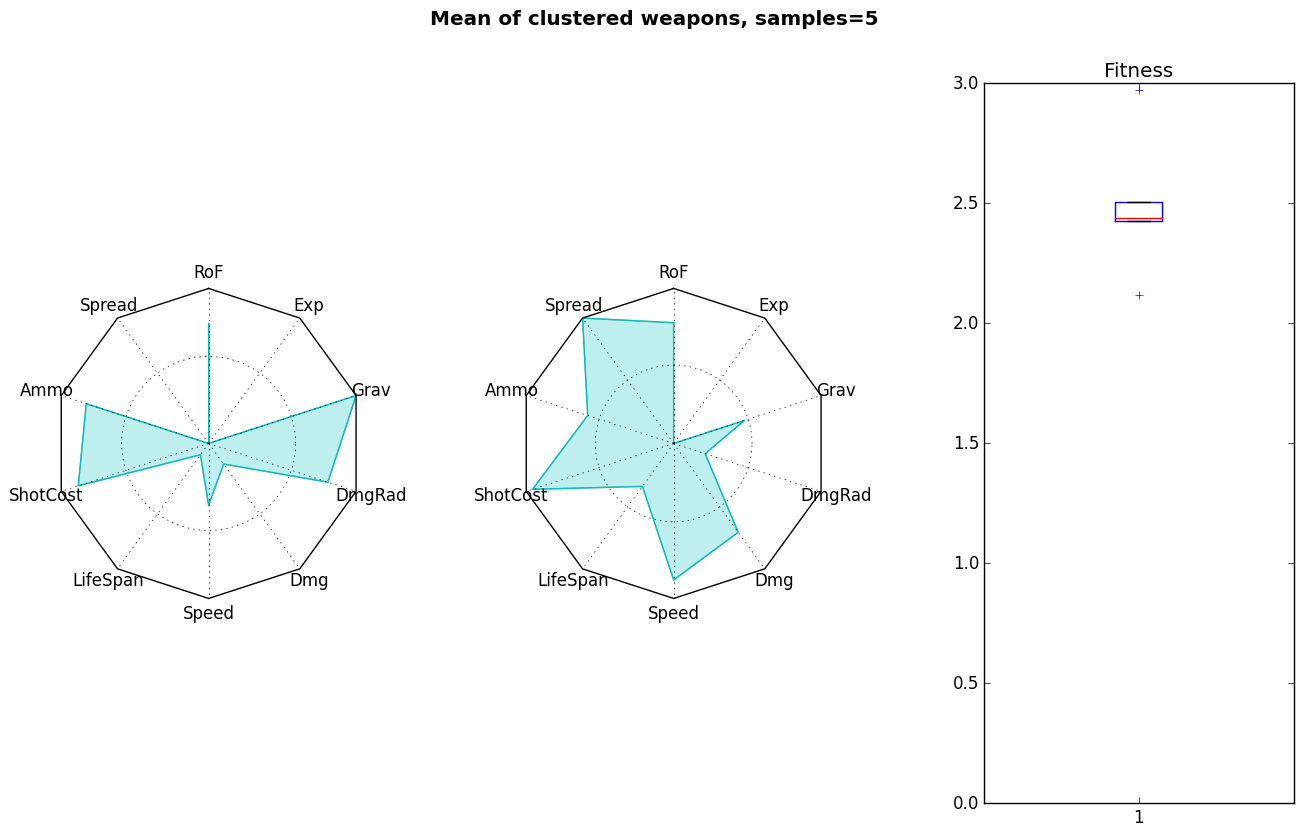 Mean of clustered weapons, samples=5
RoF
Exp
Spread
Grav
Ammo
DmgRad
ShotCost
Dmg
LifeSpan
Speed
RoF
Exp
Spread
Grav
Ammo
DmgRad
ShotCost
Dmg
LifeSpan
Speed
Fitness
3.0
2.5
2.0
1.5
1.0
0.5
0.0
1